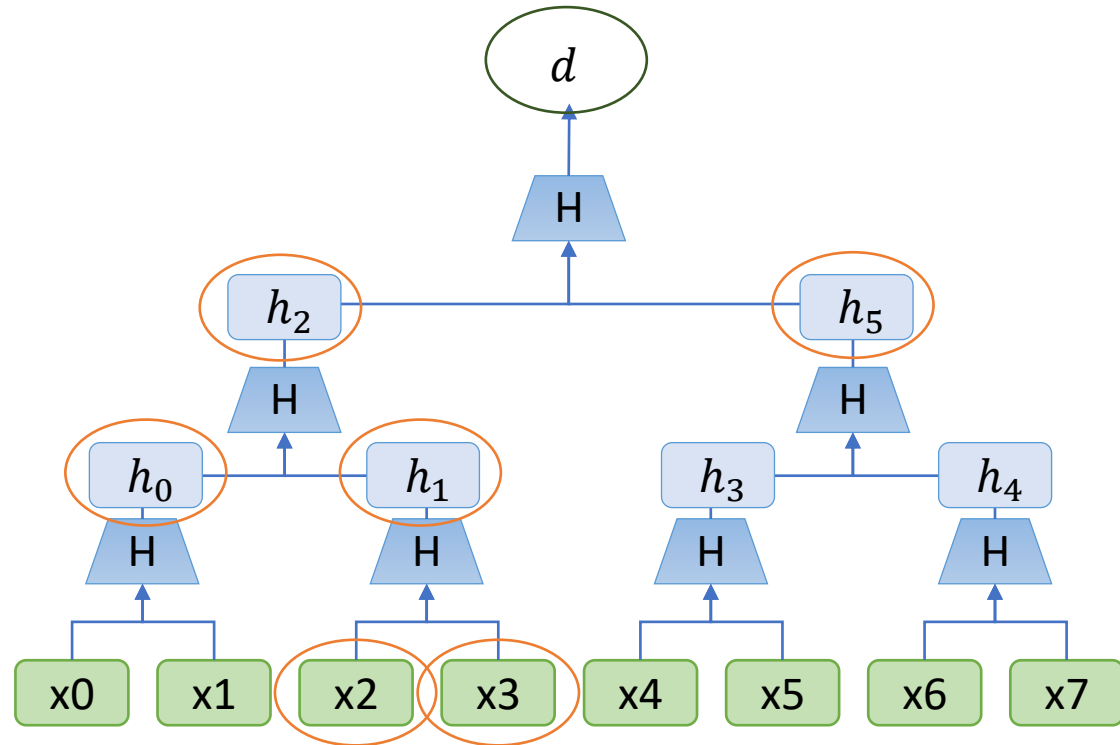 d
H
h₂ h₅
H H
h₀ h₁ h₃ h₄
H H H H
x0 x1 x2 x3 x4 x5 x6 x7